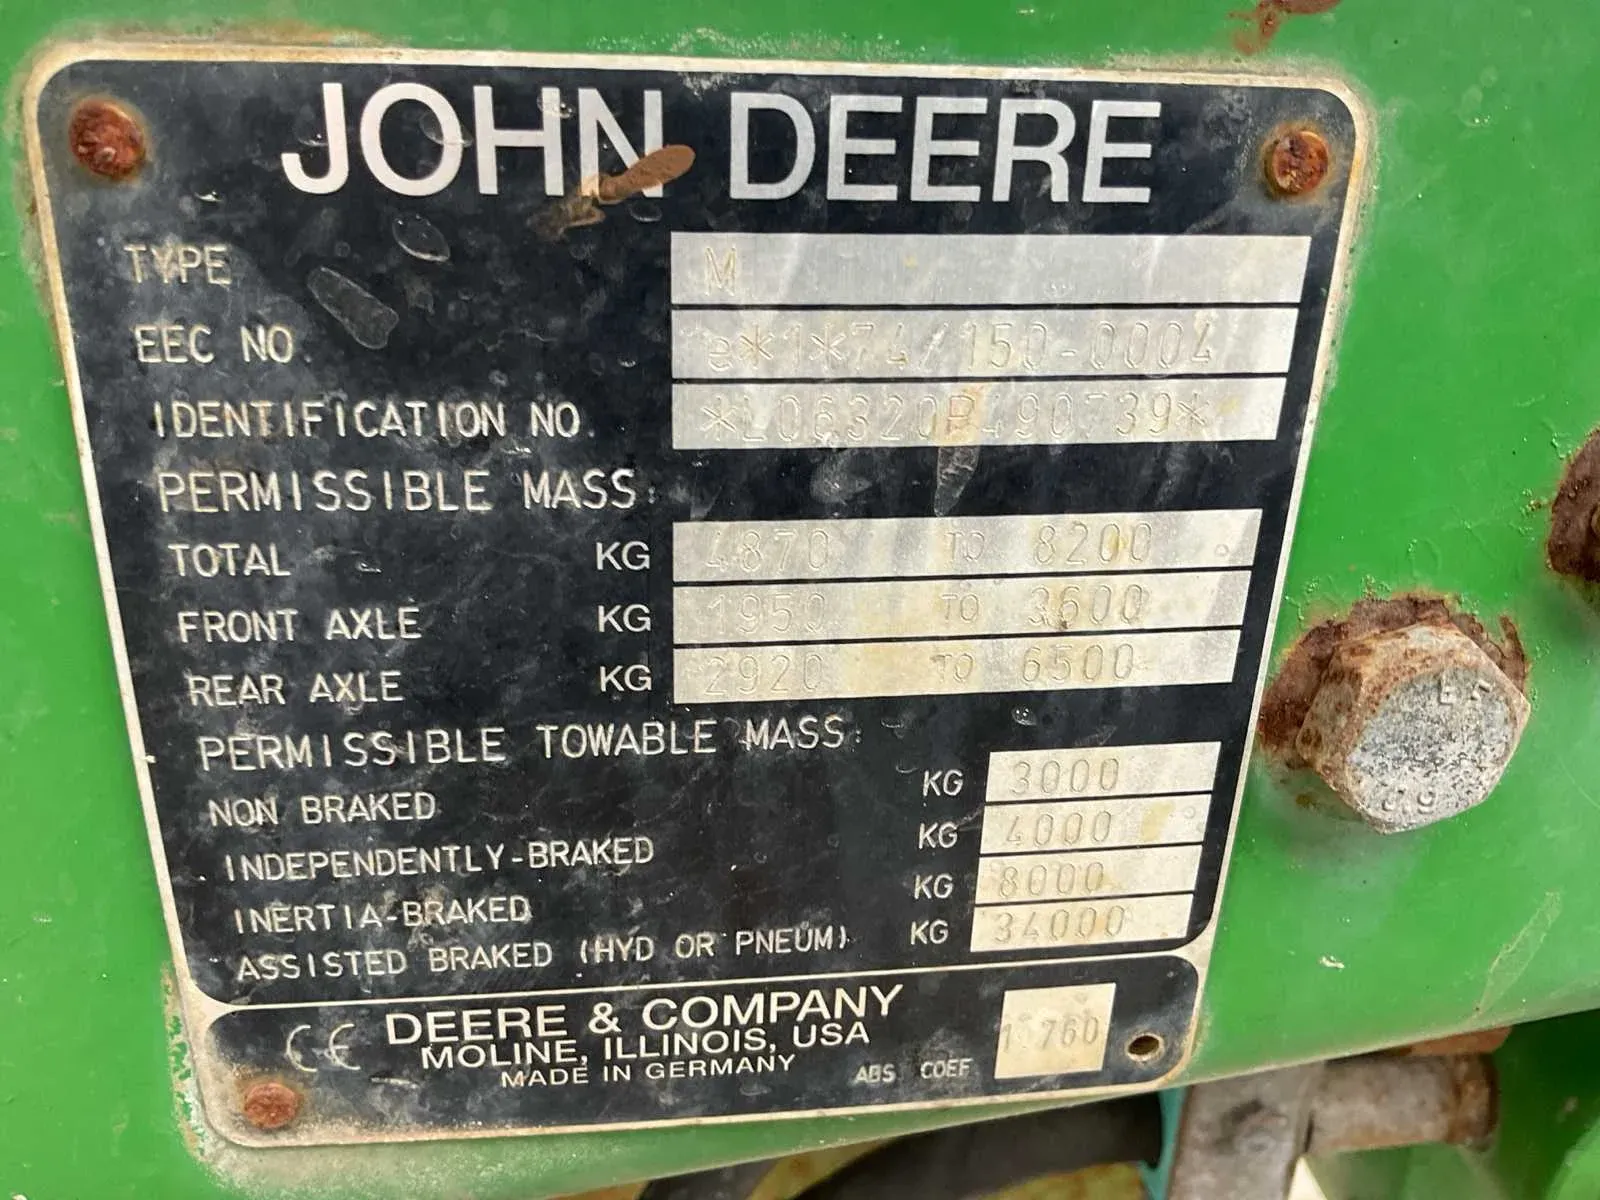 JOHN DEERE
TYPE M
EEC NO. e*1*74/150-0004
IDENTIFICATION NO. *L06320P490739*
PERMISSIBLE MASS:
TOTAL KG 4870 TO 8200
FRONT AXLE KG 1950 TO 3600
REAR AXLE KG 2920 TO 6500
PERMISSIBLE TOWABLE MASS:
NON BRAKED KG 3000
INDEPENDENTLY-BRAKED KG 4000
INERTIA-BRAKED KG 8000
ASSISTED BRAKED (HYD OR PNEUM) KG 34000
CE DEERE & COMPANY
MOLINE, ILLINOIS, USA
MADE IN GERMANY
ABS COEF